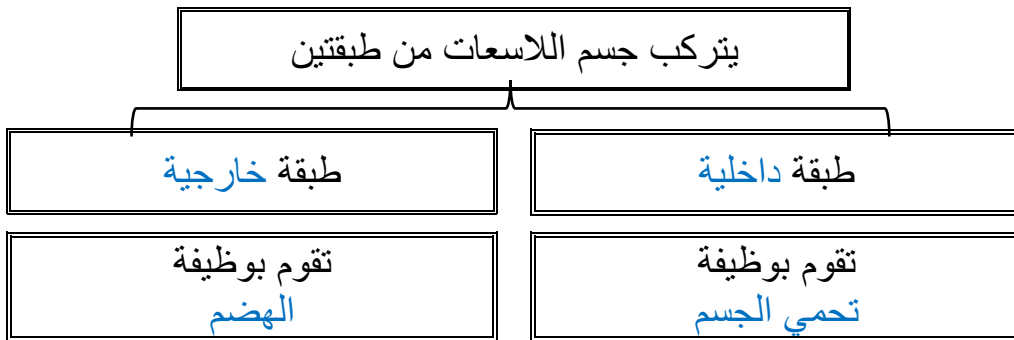 يتركب جسم اللاسعات من طبقتين
طبقة داخلية
طبقة خارجية
تقوم بوظيفة
تحمي الجسم
تقوم بوظيفة
الهضم